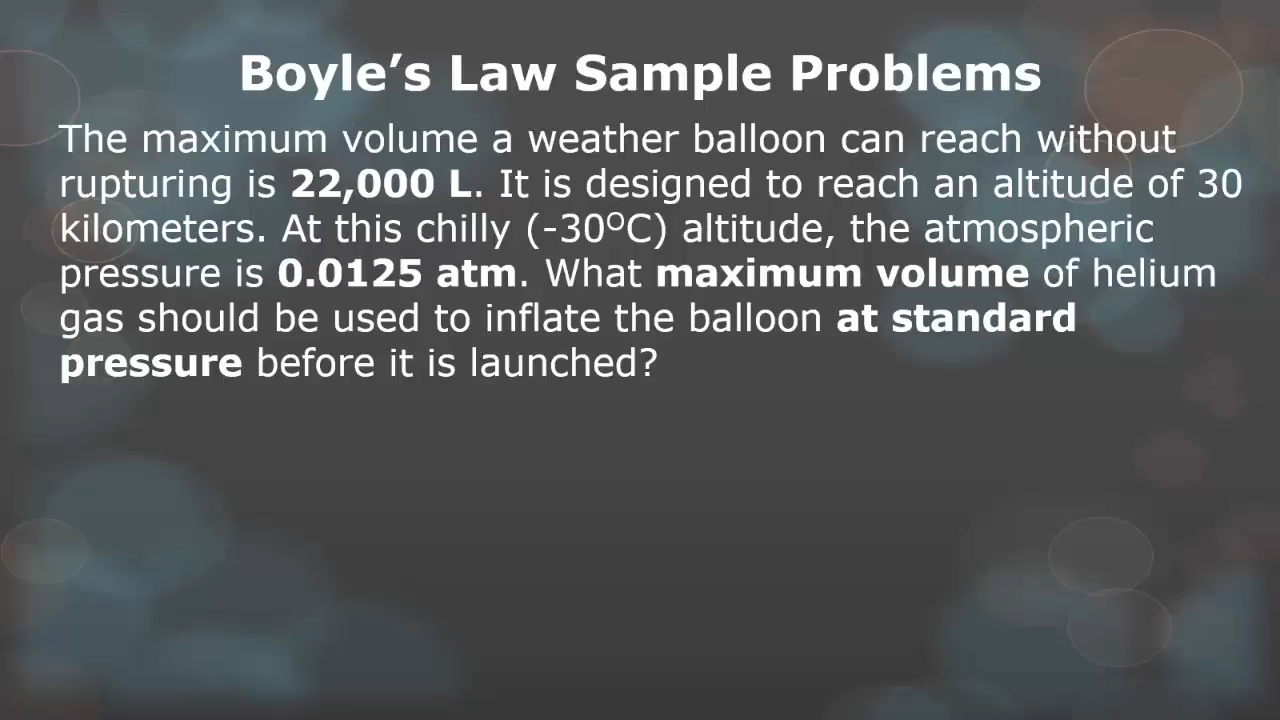 Boyle’s Law Sample Problems
The maximum volume a weather balloon can reach without
rupturing is 22,000 L. It is designed to reach an altitude of 30
kilometers. At this chilly (-30ºC) altitude, the atmospheric
pressure is 0.0125 atm. What maximum volume of helium
gas should be used to inflate the balloon at standard
pressure before it is launched?